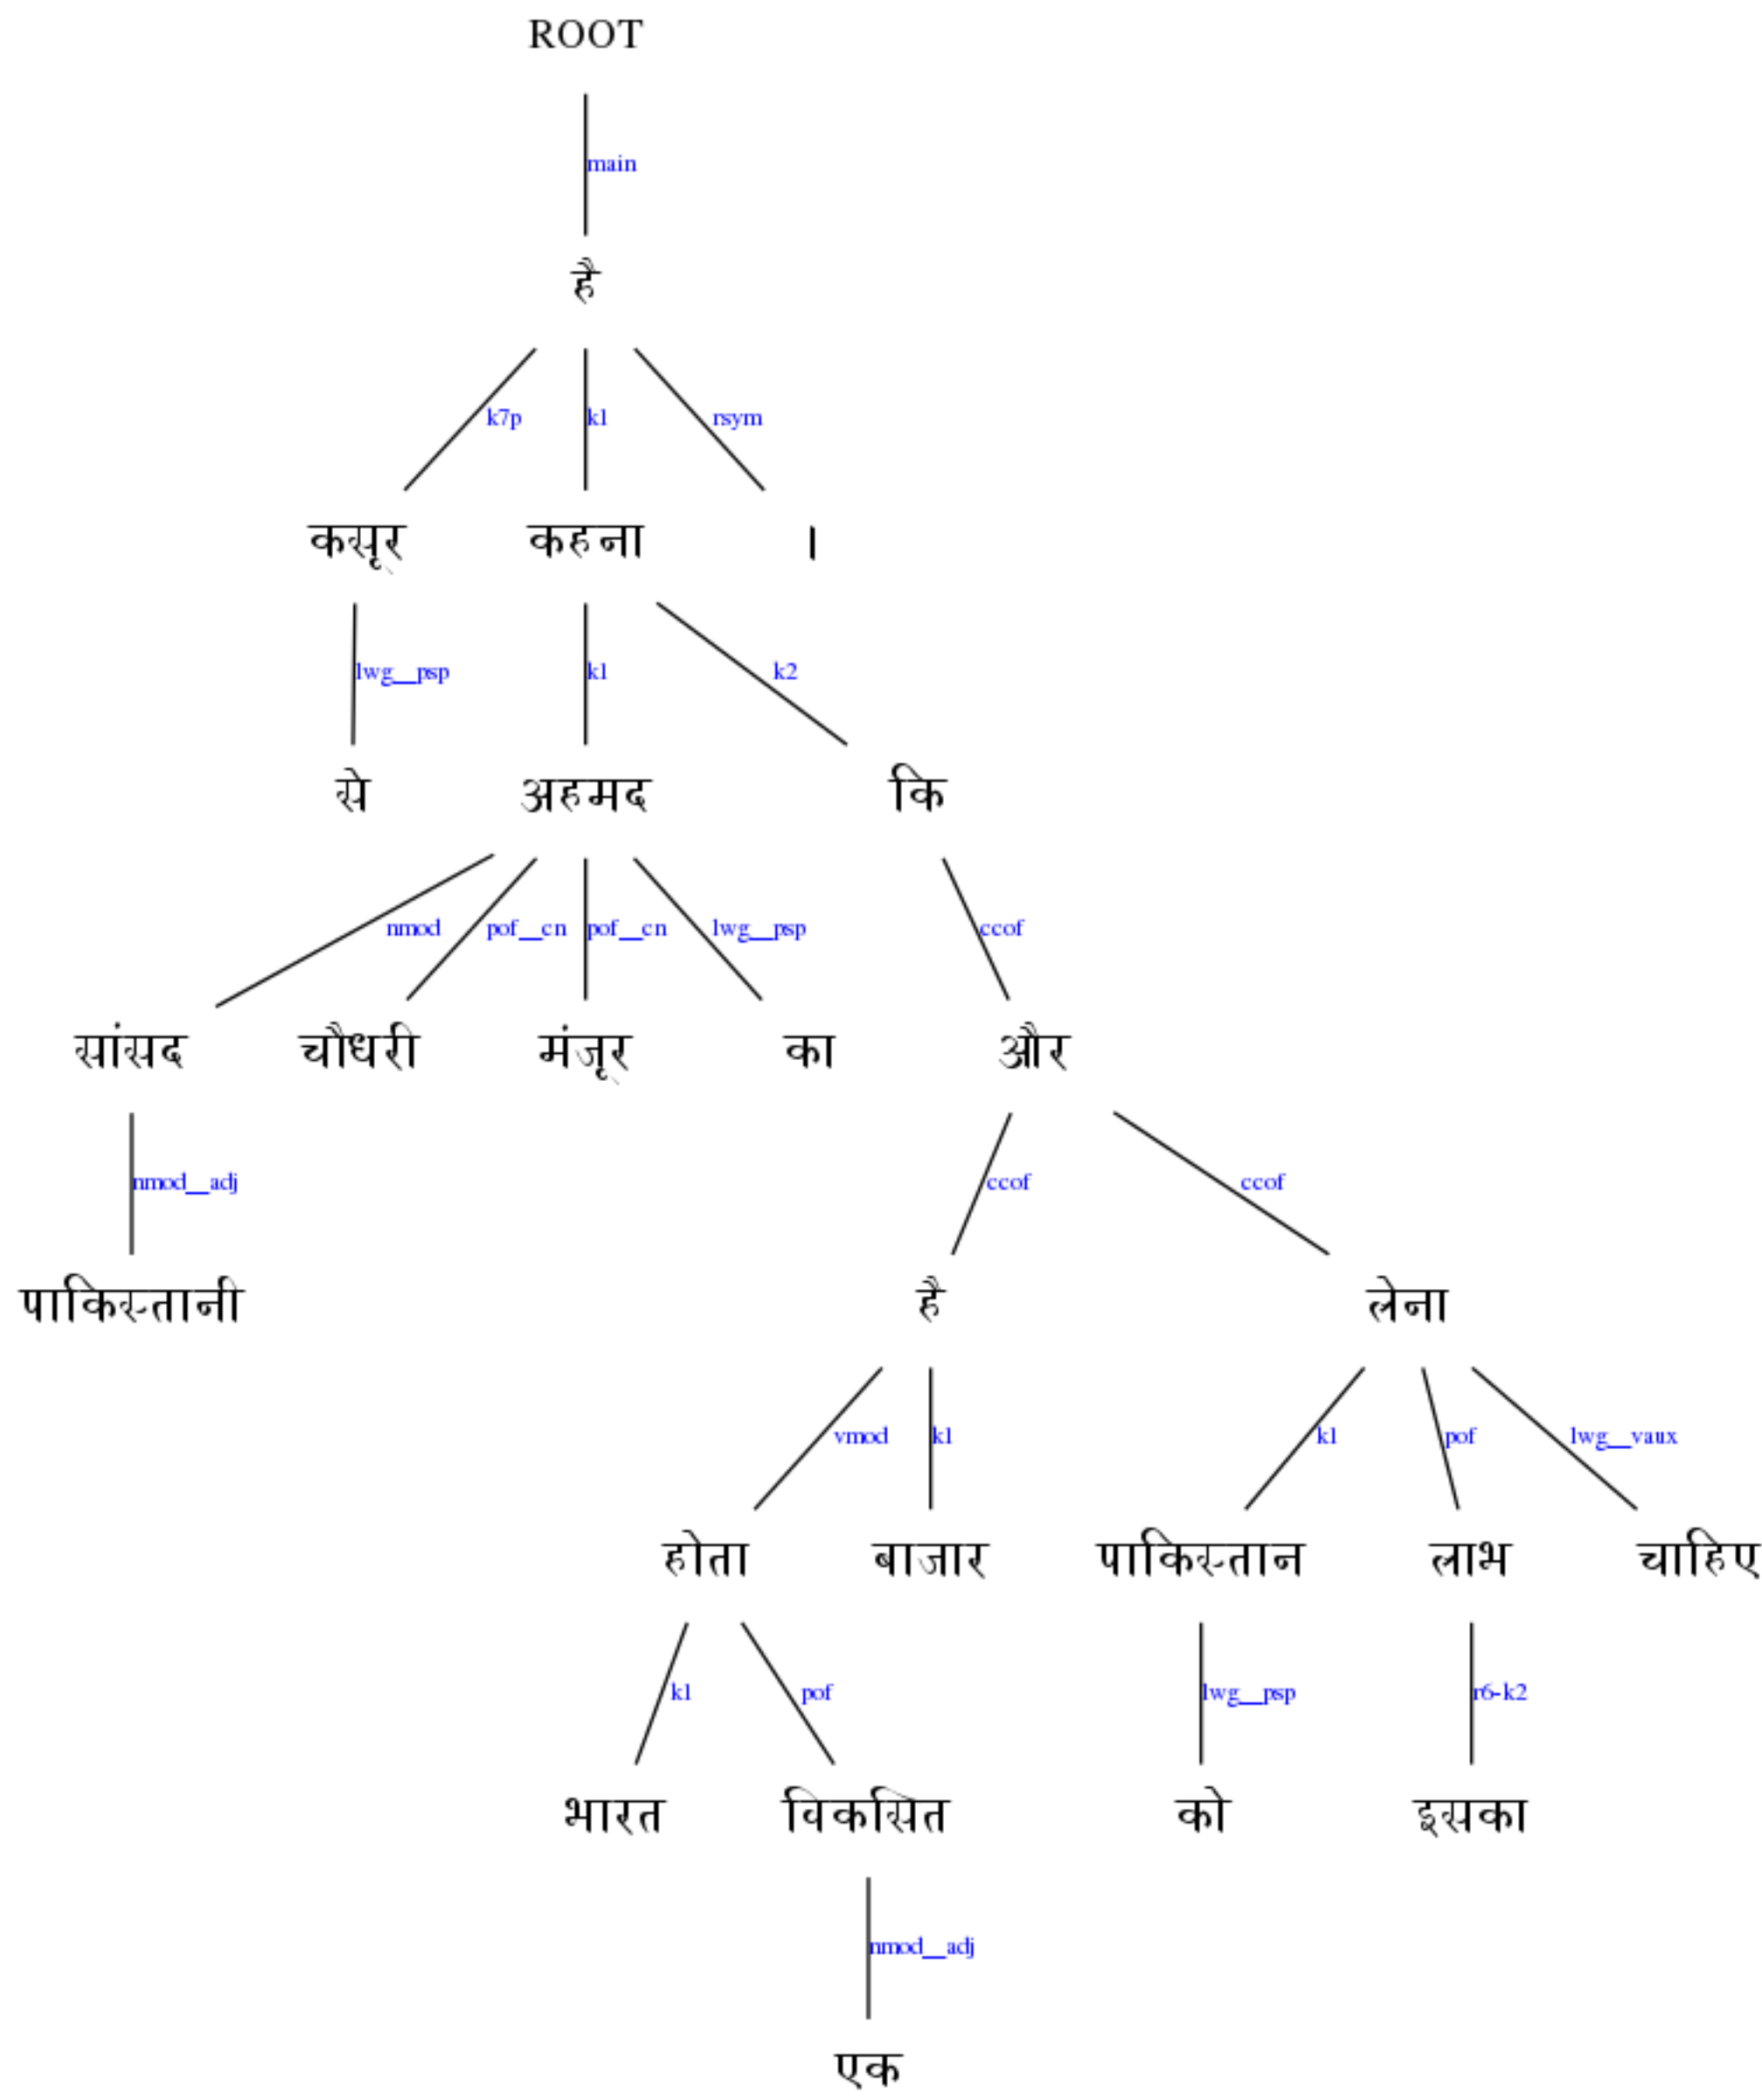 ROOT
main
है
k7p k1 rsym
कसूर कहना ।
lwg__psp k1 k2
से अहमद कि
nmod pof__cn pof__cn lwg__psp ccof
सांसद चौधरी मंजूर का और
nmod__adj ccof ccof
पाकिस्तानी है लेना
vmod k1 k1 pof lwg__vaux
होता बाजार पाकिस्तान लाभ चाहिए
k1 pof lwg__psp r6-k2
भारत विकसित को इसका
nmod__adj
एक